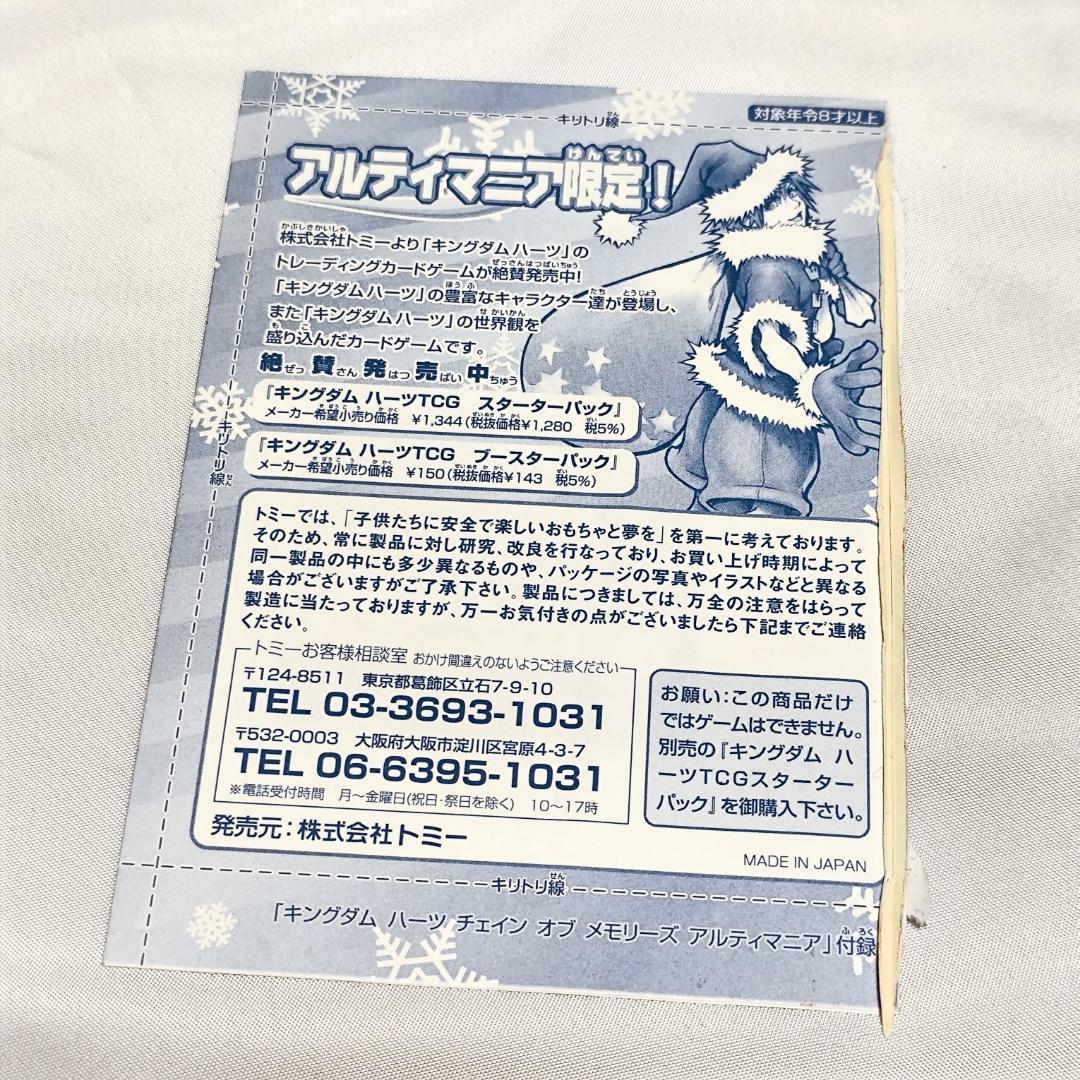 対象年令8才以上
キリトリ線
アルティマニア限定!
株式会社トミーより「キングダム ハーツ」の
トレーディングカードゲームが絶賛発売中!
「キングダム ハーツ」の豊富なキャラクター達が登場し、
また「キングダム ハーツ」の世界観を
盛り込んだカードゲームです。
絶ぜっ賛さん発はつ売ばい中ちゅう
『キングダム ハーツTCG スターターパック』
メーカー希望小売り価格 ¥1,344(税抜価格¥1,280 税5%)
『キングダム ハーツTCG ブースターパック』
メーカー希望小売り価格 ¥150(税抜価格¥143 税5%)
キリトリ線
トミーでは、「子供たちに安全で楽しいおもちゃと夢を」を第一に考えております。
そのため、常に製品に対し研究、改良を行なっており、お買い上げ時期によって
同一製品の中にも多少異なるものや、パッケージの写真やイラストなどと異なる
場合がございますがご了承下さい。製品につきましては、万全の注意をはらって
製造に当たっておりますが、万一お気付きの点がございましたら下記までご連絡
ください。
トミーお客様相談室 おかけ間違えのないようご注意ください
〒124-8511 東京都葛飾区立石7-9-10
TEL 03-3693-1031
〒532-0003 大阪府大阪市淀川区宮原4-3-7
TEL 06-6395-1031
※電話受付時間 月〜金曜日(祝日・祭日を除く) 10〜17時
発売元:株式会社トミー
お願い:この商品だけ
ではゲームはできません。
別売の『キングダム ハ
ーツTCGスターター
パック』を御購入下さい。
MADE IN JAPAN
キリトリ線
「キングダム ハーツ チェイン オブ メモリーズ アルティマニア」付録